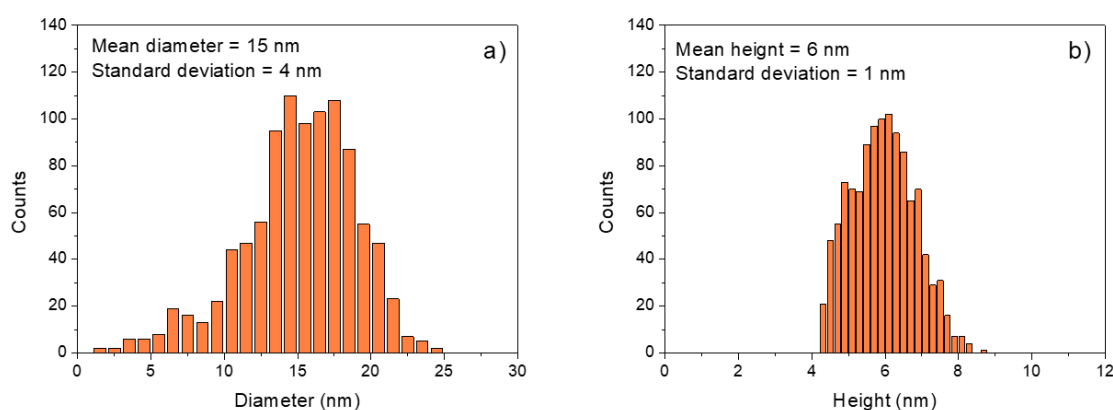 Mean diameter = 15 nm
Standard deviation = 4 nm
a)
140
120
100
80
60
40
20
0
Counts
0 5 10 15 20 25 30
Diameter (nm)
Mean heignt = 6 nm
Standard deviation = 1 nm
b)
140
120
100
80
60
40
20
0
Counts
0 2 4 6 8 10 12
Height (nm)